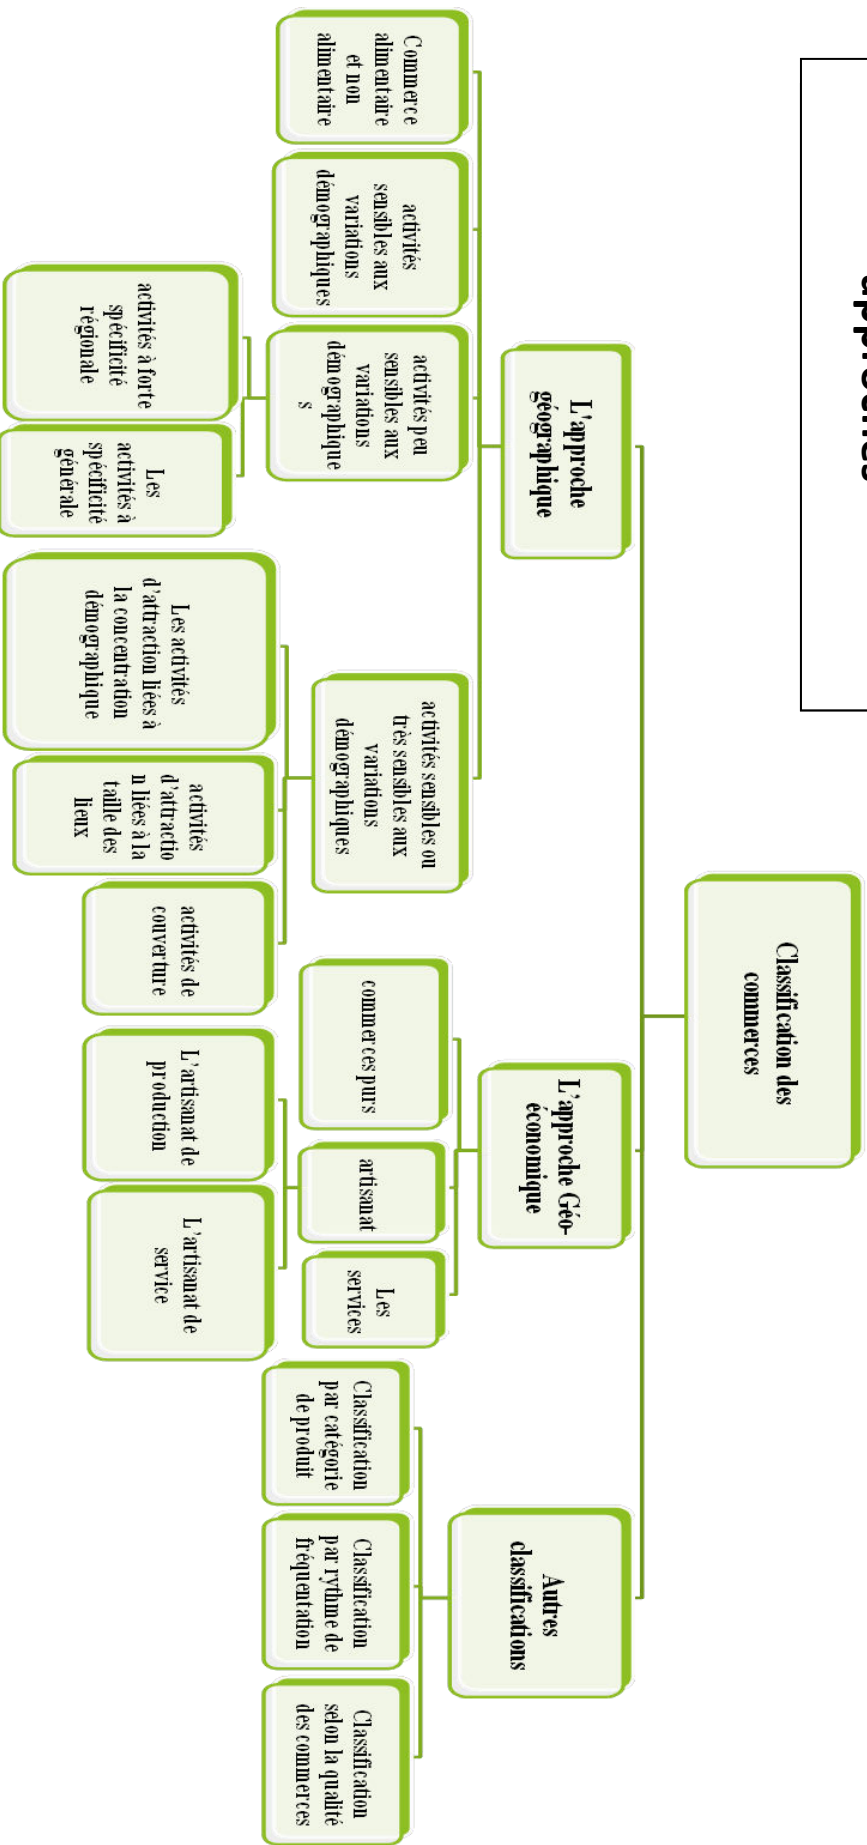 approches
Classification des
commerces
L'approche
géographique
L'approche Géo-
économique
Autres
classifications
Commerce
alimentaire
et non
alimentaire
activités
sensibles aux
variations
démographiques
activités peu
sensibles aux
variations
démographique
s
activités sensibles ou
très sensibles aux
variations
démographiques
commerces purs
artisanat
Les
services
Classification
par catégorie
de produit
Classification
par rythme de
fréquentation
Classification
selon la qualité
des commerces
activités à forte
spécificité
régionale
Les
activités à
spécificité
générale
Les activités
d'attraction liées à
la concentration
démographique
activités
d'attractio
n liées à la
taille des
lieux
activités de
couverture
L'artisanat de
production
L'artisanat de
service